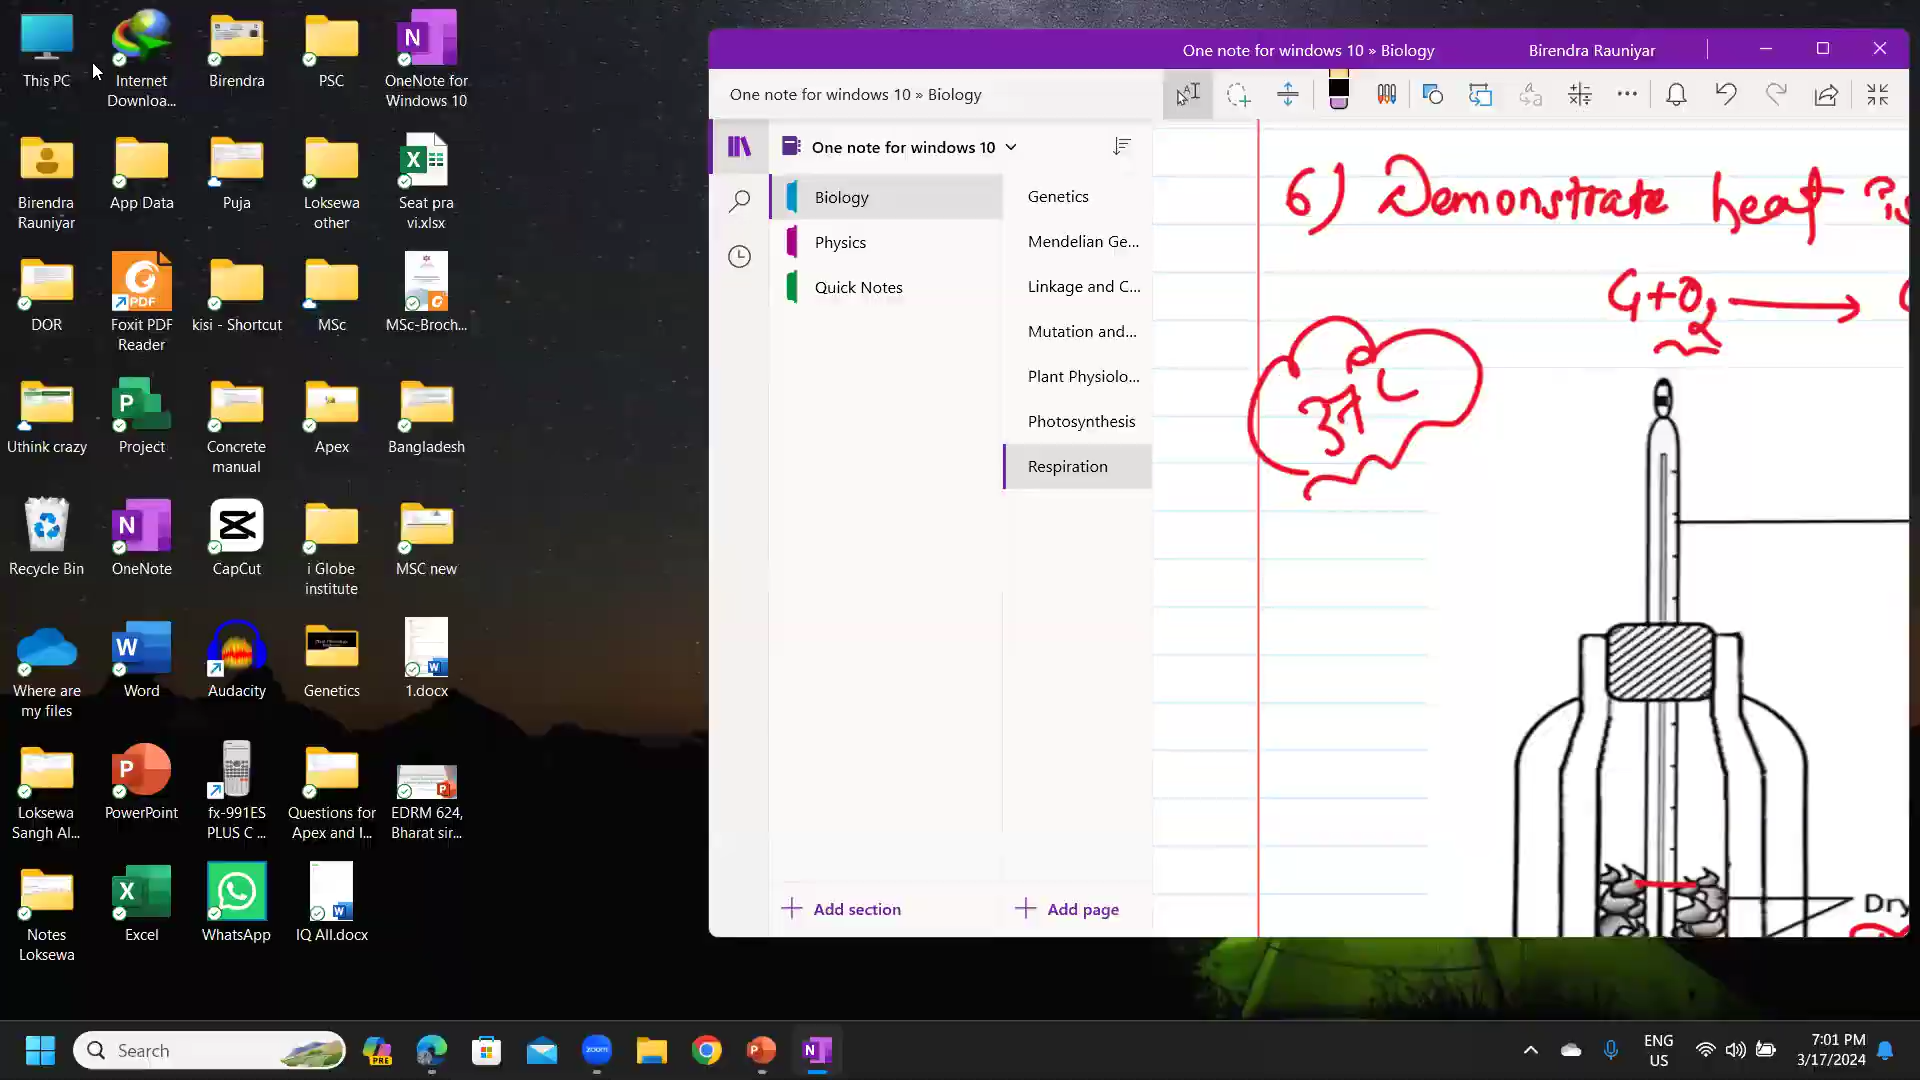 This PC
Internet Downloa...
Birendra
PSC
OneNote for Windows 10
Birendra Rauniyar
App Data
Puja
Loksewa other
Seat pra vi.xlsx
DOR
Foxit PDF Reader
kisi - Shortcut
MSc
MSc-Broch...
Uthink crazy
Project
Concrete manual
Apex
Bangladesh
Recycle Bin
OneNote
CapCut
i Globe institute
MSC new
Where are my files
Word
Audacity
Genetics
1.docx
Loksewa Sangh Al...
PowerPoint
fx-991ES PLUS C ...
Questions for Apex and I...
EDRM 624, Bharat sir...
Notes Loksewa
Excel
WhatsApp
IQ All.docx
One note for windows 10 » Biology
Birendra Rauniyar
One note for windows 10 » Biology
One note for windows 10
Biology
Physics
Quick Notes
Genetics
Mendelian Ge...
Linkage and C...
Mutation and...
Plant Physiolo...
Photosynthesis
Respiration
Add section
Add page
6) Demonstrate heat
G+O2
37 C
Dry
Search
PRE
zoom
ENG
US
7:01 PM
3/17/2024